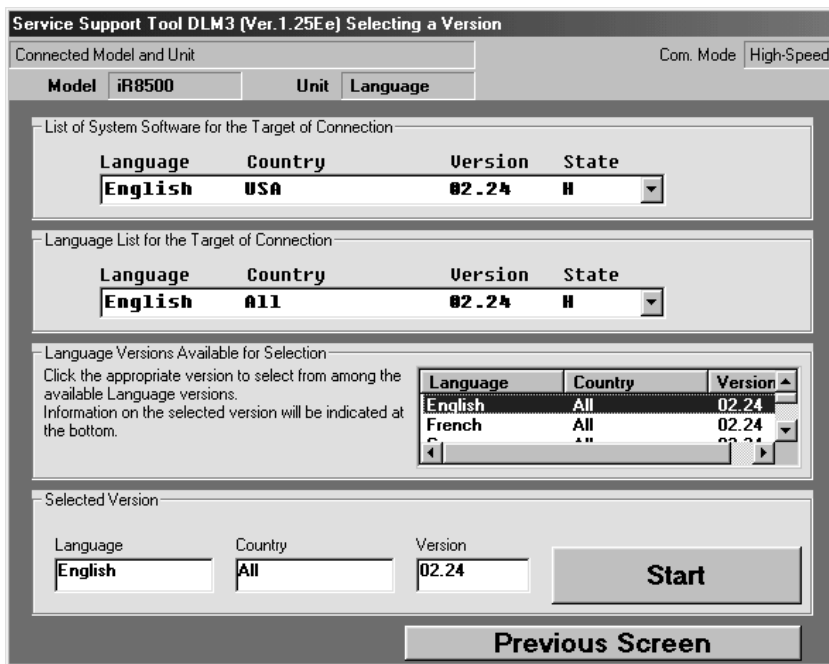 Service Support Tool DLM3 (Ver.1.25Ee) Selecting a Version
Connected Model and Unit
Com. Mode High-Speed
Model iR8500 Unit Language
List of System Software for the Target of Connection
Language Country Version State
English USA 02.24 H
Language List for the Target of Connection
Language Country Version State
English All 02.24 H
Language Versions Available for Selection
Click the appropriate version to select from among the
available Language versions.
Information on the selected version will be indicated at
the bottom.
Language Country Version
English All 02.24
French All 02.24
Selected Version
Language Country Version
English All 02.24
Start
Previous Screen